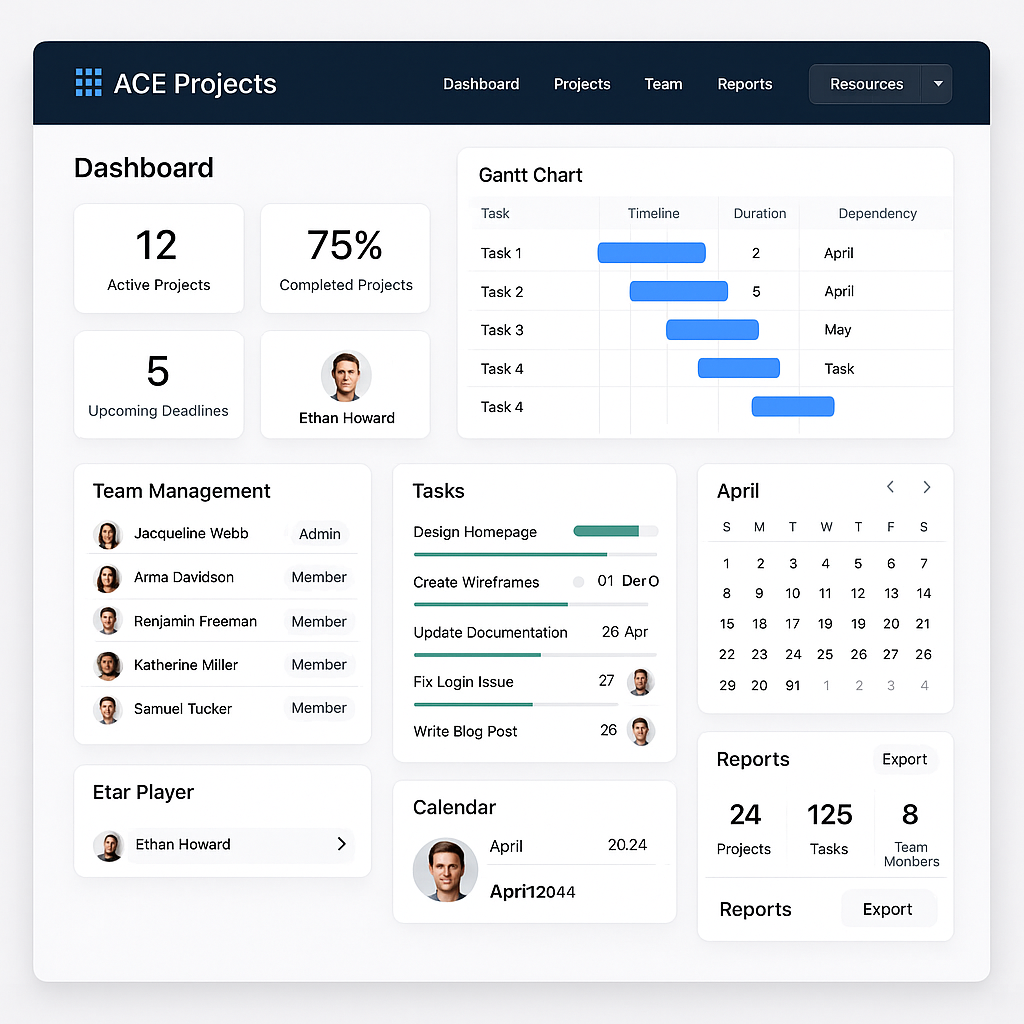 ACE Projects
Dashboard Projects Team Reports Resources
Dashboard
12
Active Projects
75%
Completed Projects
5
Upcoming Deadlines
Ethan Howard
Gantt Chart
Task Timeline Duration Dependency
Task 1 2 April
Task 2 5 April
Task 3 May
Task 4 Task
Task 4
Team Management
Jacqueline Webb Admin
Arma Davidson Member
Renjamin Freeman Member
Katherine Miller Member
Samuel Tucker Member
Etar Player
Ethan Howard
Tasks
Design Homepage
Create Wireframes 01 Der O
Update Documentation 26 Apr
Fix Login Issue 27
Write Blog Post 26
Calendar
April 20.24
Apri12044
April
S M T W T F S
1 2 3 4 5 6 7
8 9 10 11 12 13 14
15 18 17 19 19 20 21
22 23 24 25 26 27 26
29 20 91 1 2 3 4
Reports Export
24 125 8
Projects Tasks Team
Monbers
Reports Export